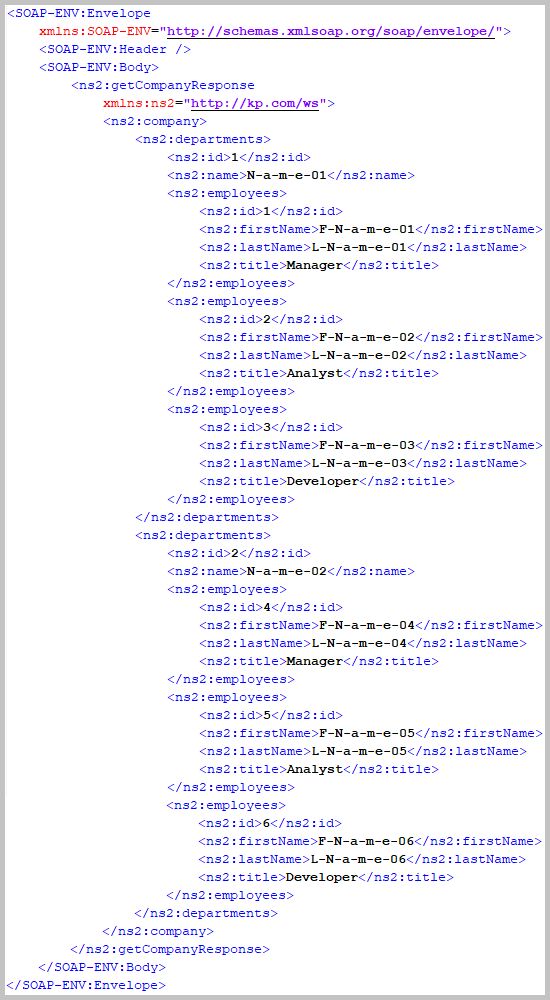 <SOAP-ENV:Envelope
    xmlns:SOAP-ENV="http://schemas.xmlsoap.org/soap/envelope/">
    <SOAP-ENV:Header />
    <SOAP-ENV:Body>
        <ns2:getCompanyResponse
            xmlns:ns2="http://kp.com/ws">
            <ns2:company>
                <ns2:departments>
                    <ns2:id>1</ns2:id>
                    <ns2:name>N-a-m-e-01</ns2:name>
                    <ns2:employees>
                        <ns2:id>1</ns2:id>
                        <ns2:firstName>F-N-a-m-e-01</ns2:firstName>
                        <ns2:lastName>L-N-a-m-e-01</ns2:lastName>
                        <ns2:title>Manager</ns2:title>
                    </ns2:employees>
                    <ns2:employees>
                        <ns2:id>2</ns2:id>
                        <ns2:firstName>F-N-a-m-e-02</ns2:firstName>
                        <ns2:lastName>L-N-a-m-e-02</ns2:lastName>
                        <ns2:title>Analyst</ns2:title>
                    </ns2:employees>
                    <ns2:employees>
                        <ns2:id>3</ns2:id>
                        <ns2:firstName>F-N-a-m-e-03</ns2:firstName>
                        <ns2:lastName>L-N-a-m-e-03</ns2:lastName>
                        <ns2:title>Developer</ns2:title>
                    </ns2:employees>
                </ns2:departments>
                <ns2:departments>
                    <ns2:id>2</ns2:id>
                    <ns2:name>N-a-m-e-02</ns2:name>
                    <ns2:employees>
                        <ns2:id>4</ns2:id>
                        <ns2:firstName>F-N-a-m-e-04</ns2:firstName>
                        <ns2:lastName>L-N-a-m-e-04</ns2:lastName>
                        <ns2:title>Manager</ns2:title>
                    </ns2:employees>
                    <ns2:employees>
                        <ns2:id>5</ns2:id>
                        <ns2:firstName>F-N-a-m-e-05</ns2:firstName>
                        <ns2:lastName>L-N-a-m-e-05</ns2:lastName>
                        <ns2:title>Analyst</ns2:title>
                    </ns2:employees>
                    <ns2:employees>
                        <ns2:id>6</ns2:id>
                        <ns2:firstName>F-N-a-m-e-06</ns2:firstName>
                        <ns2:lastName>L-N-a-m-e-06</ns2:lastName>
                        <ns2:title>Developer</ns2:title>
                    </ns2:employees>
                </ns2:departments>
            </ns2:company>
        </ns2:getCompanyResponse>
    </SOAP-ENV:Body>
</SOAP-ENV:Envelope>